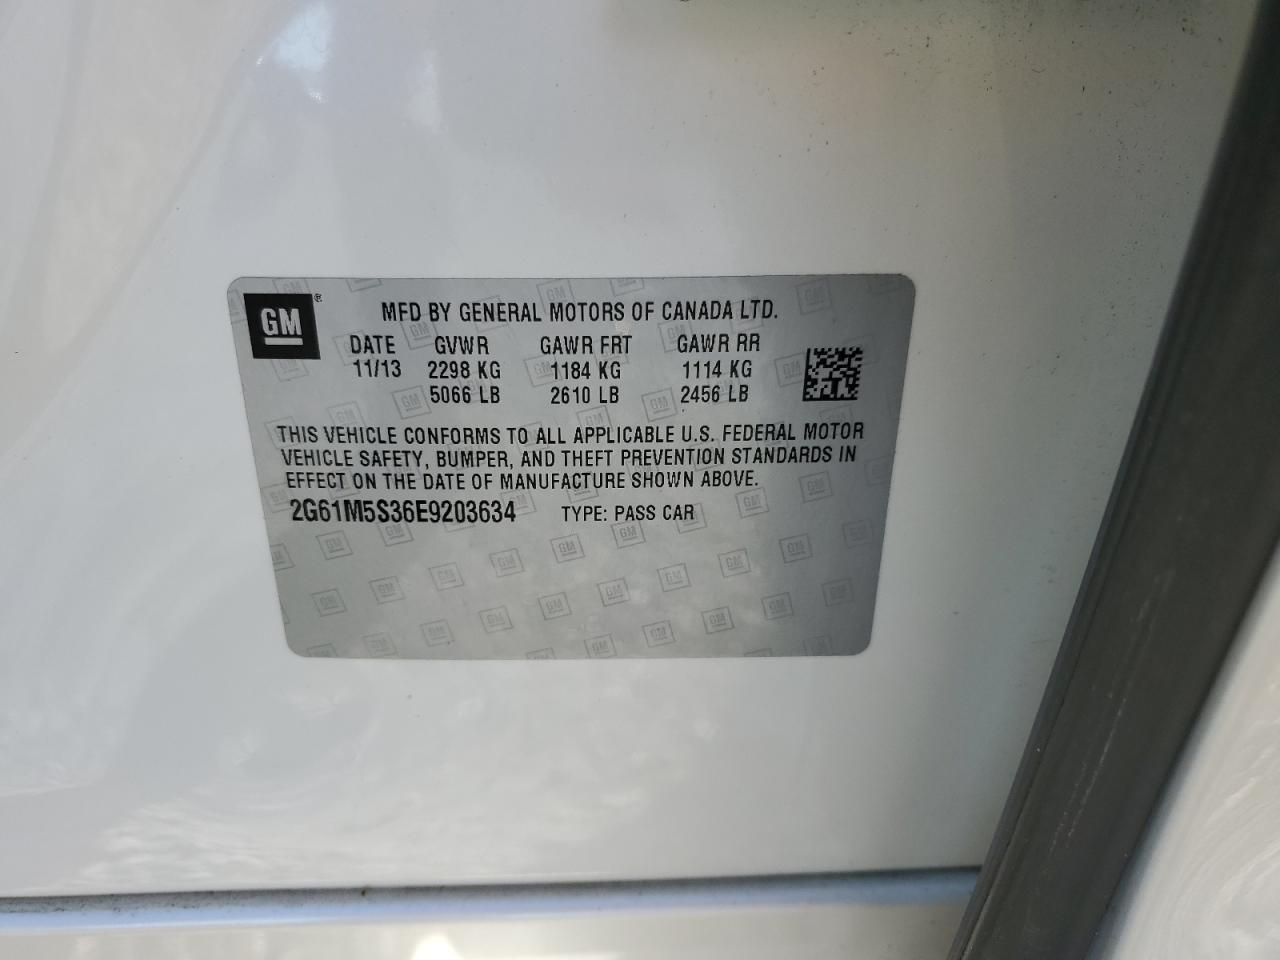 GM ®
MFD BY GENERAL MOTORS OF CANADA LTD.
DATE GVWR GAWR FRT GAWR RR
11/13 2298 KG 1184 KG 1114 KG
5066 LB 2610 LB 2456 LB
THIS VEHICLE CONFORMS TO ALL APPLICABLE U.S. FEDERAL MOTOR
VEHICLE SAFETY, BUMPER, AND THEFT PREVENTION STANDARDS IN
EFFECT ON THE DATE OF MANUFACTURE SHOWN ABOVE.
2G61M5S36E9203634 TYPE: PASS CAR